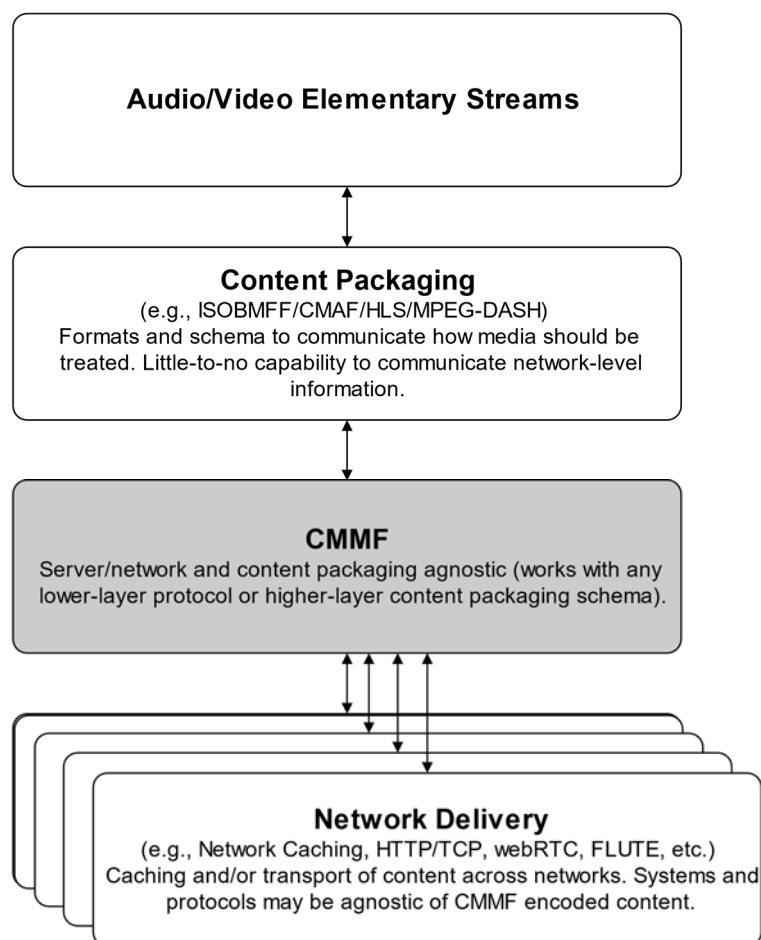 Audio/Video Elementary Streams
Content Packaging
(e.g., ISOBMFF/CMAF/HLS/MPEG-DASH)
Formats and schema to communicate how media should be
treated. Little-to-no capability to communicate network-level
information.
CMMF
Server/network and content packaging agnostic (works with any
lower-layer protocol or higher-layer content packaging schema).
Network Delivery
(e.g., Network Caching, HTTP/TCP, webRTC, FLUTE, etc.)
Caching and/or transport of content across networks. Systems and
protocols may be agnostic of CMMF encoded content.